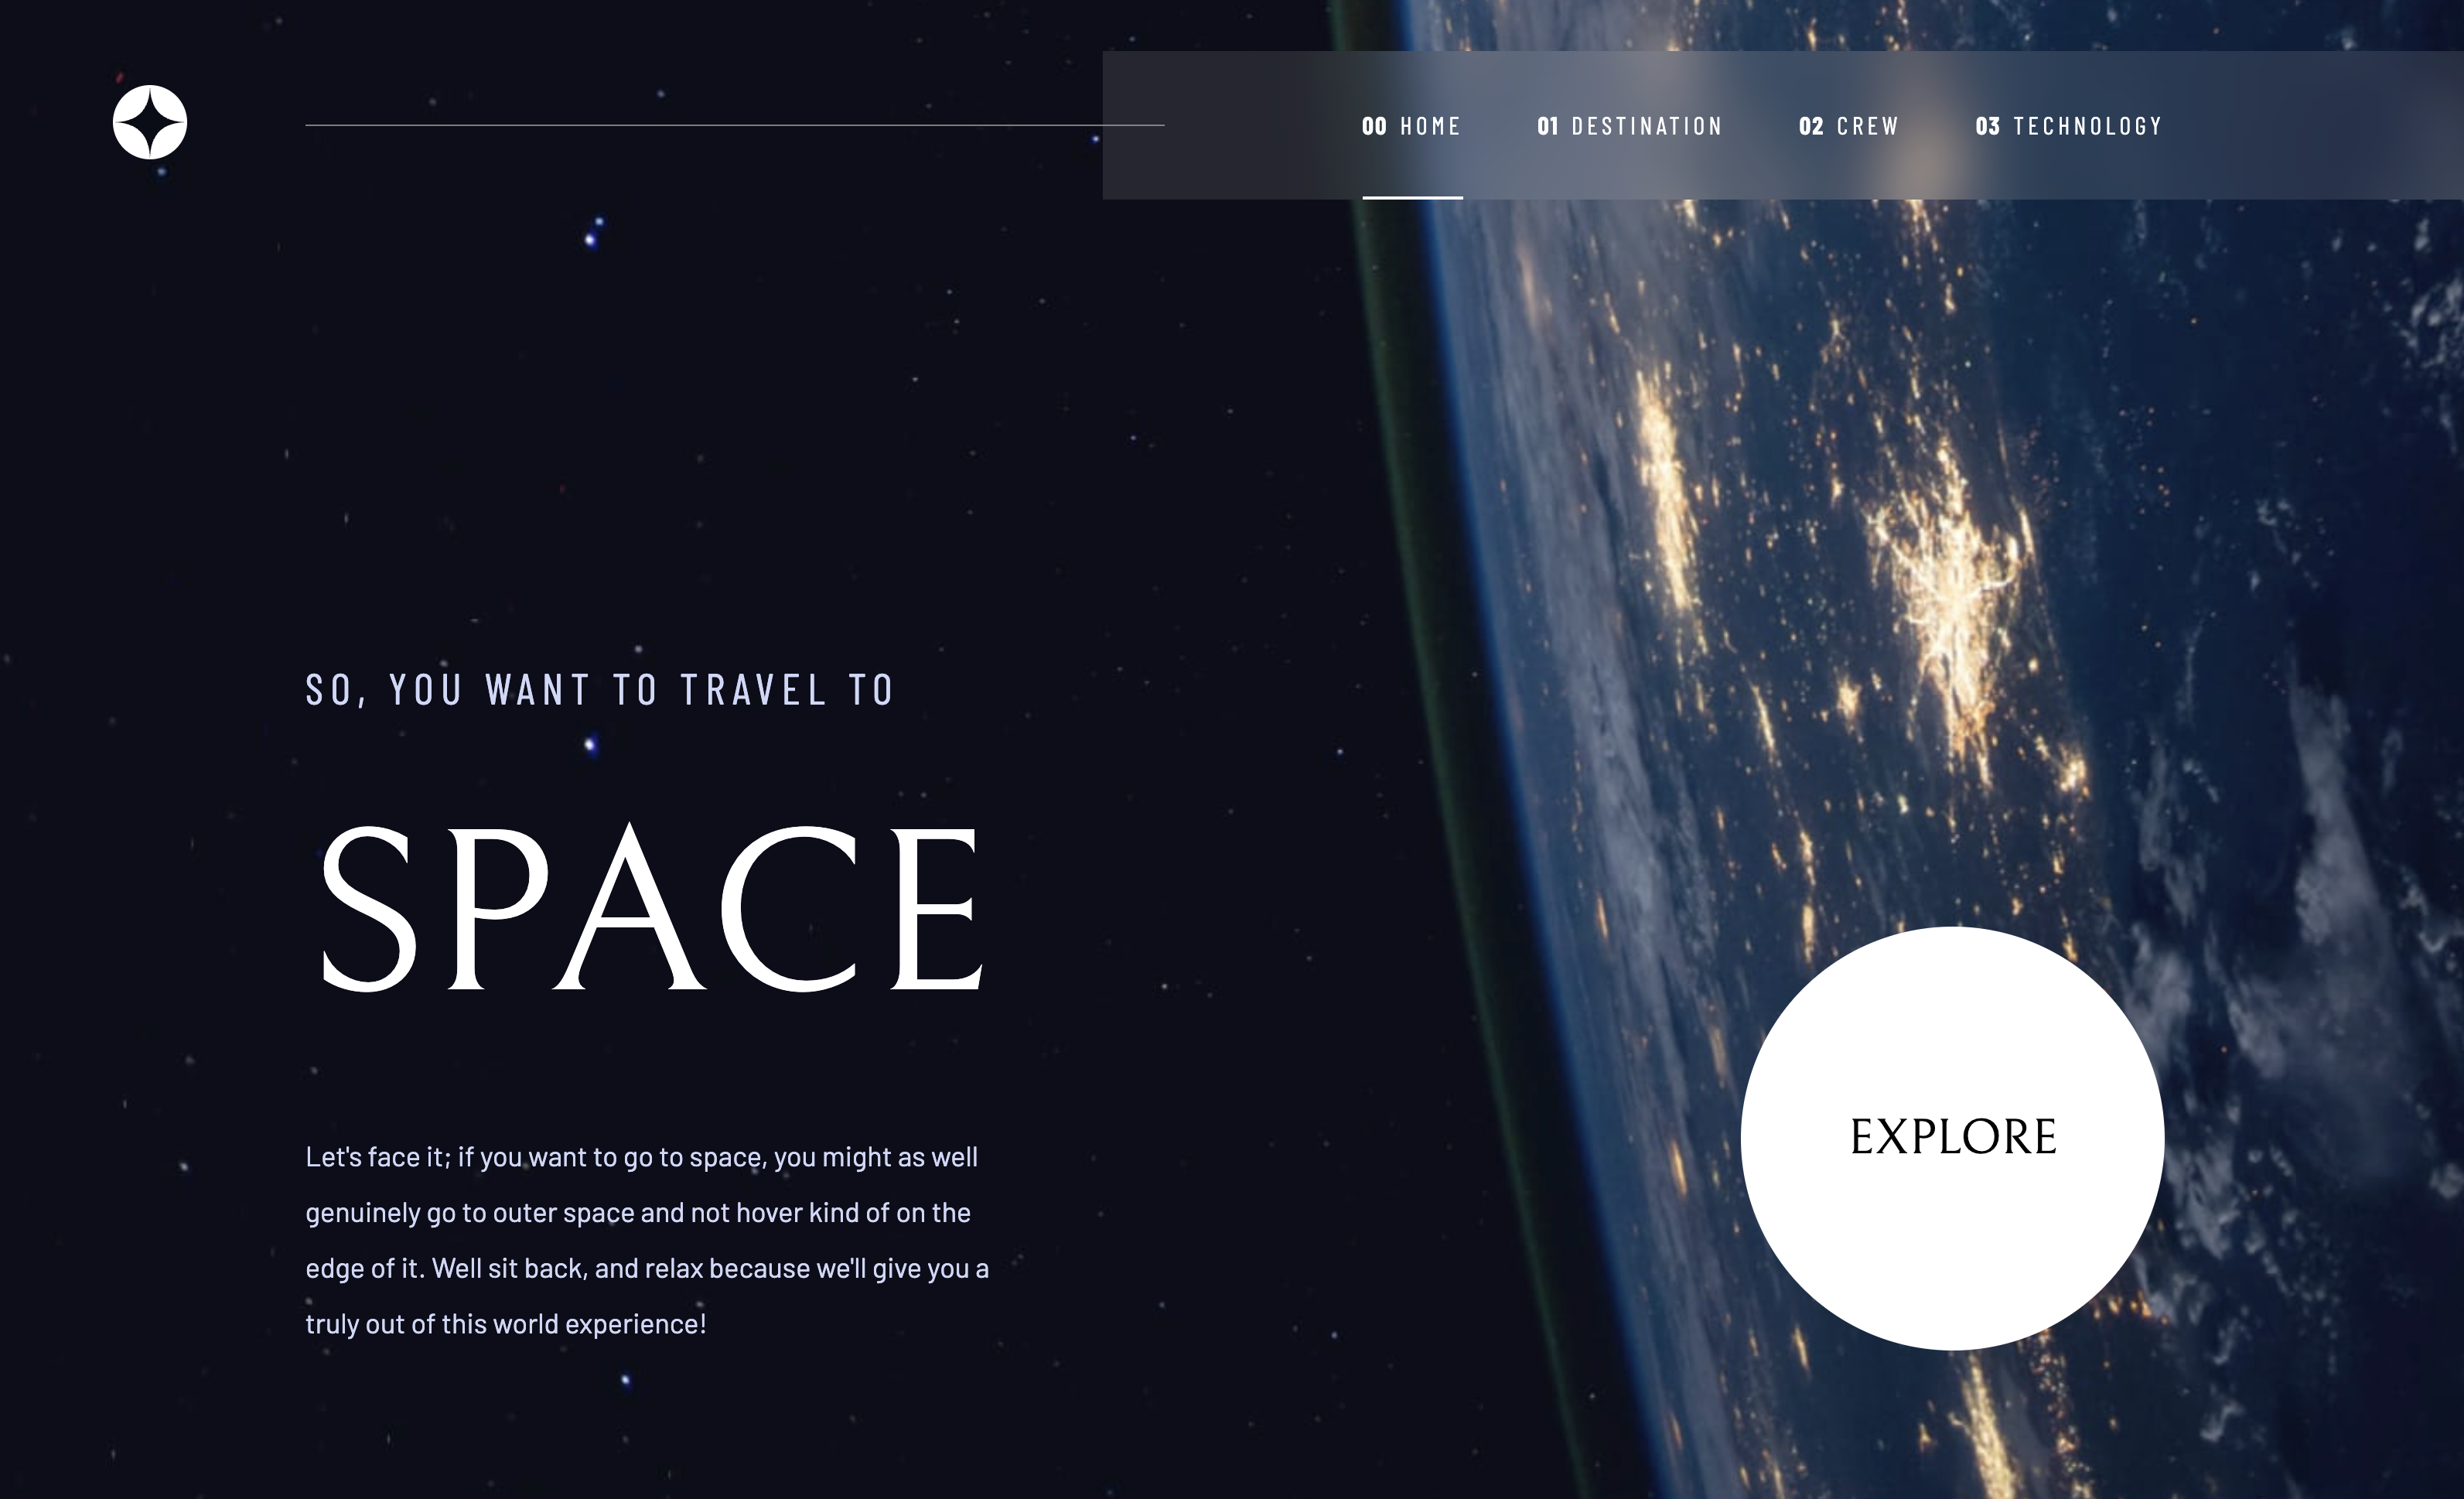 00 HOME 01 DESTINATION 02 CREW 03 TECHNOLOGY
SO, YOU WANT TO TRAVEL TO
SPACE
Let's face it; if you want to go to space, you might as well
genuinely go to outer space and not hover kind of on the
edge of it. Well sit back, and relax because we'll give you a
truly out of this world experience!
EXPLORE